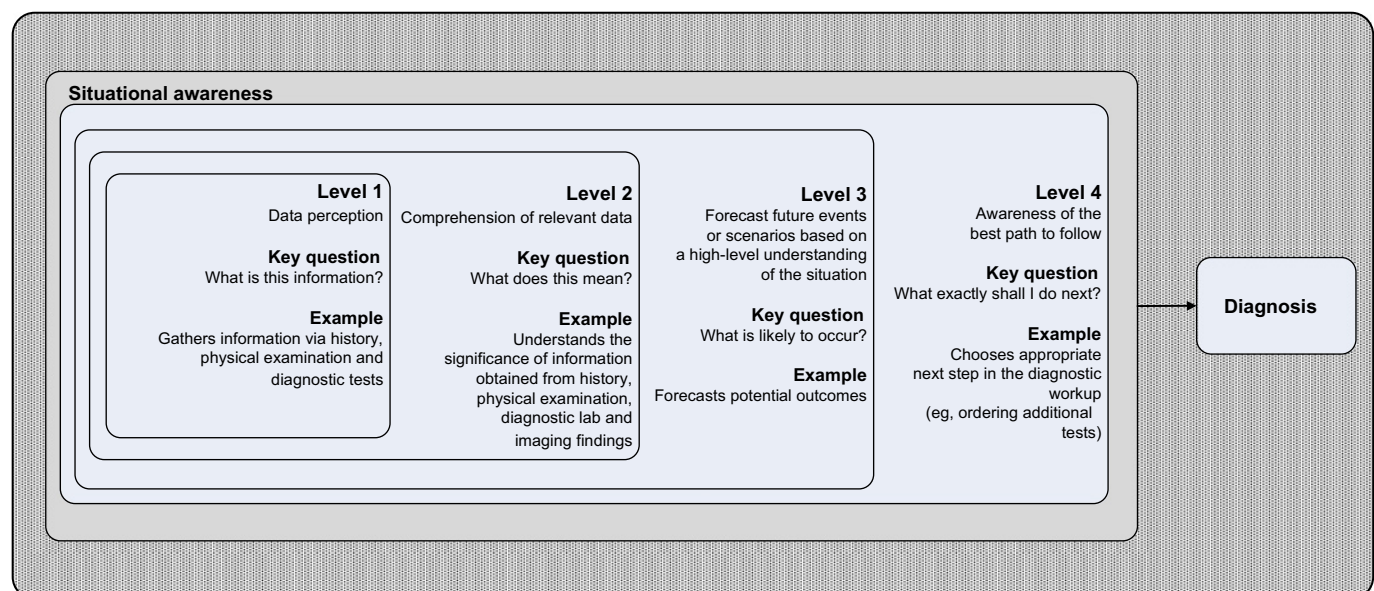 Situational awareness
Level 1
Data perception
Key question
What is this information?
Example
Gathers information via history,
physical examination and
diagnostic tests
Level 2
Comprehension of relevant data
Key question
What does this mean?
Example
Understands the
significance of information
obtained from history,
physical examination,
diagnostic lab and
imaging findings
Level 3
Forecast future events
or scenarios based on
a high-level understanding
of the situation
Key question
What is likely to occur?
Example
Forecasts potential outcomes
Level 4
Awareness of the
best path to follow
Key question
What exactly shall I do next?
Example
Chooses appropriate
next step in the diagnostic
workup
(eg, ordering additional
tests)
Diagnosis